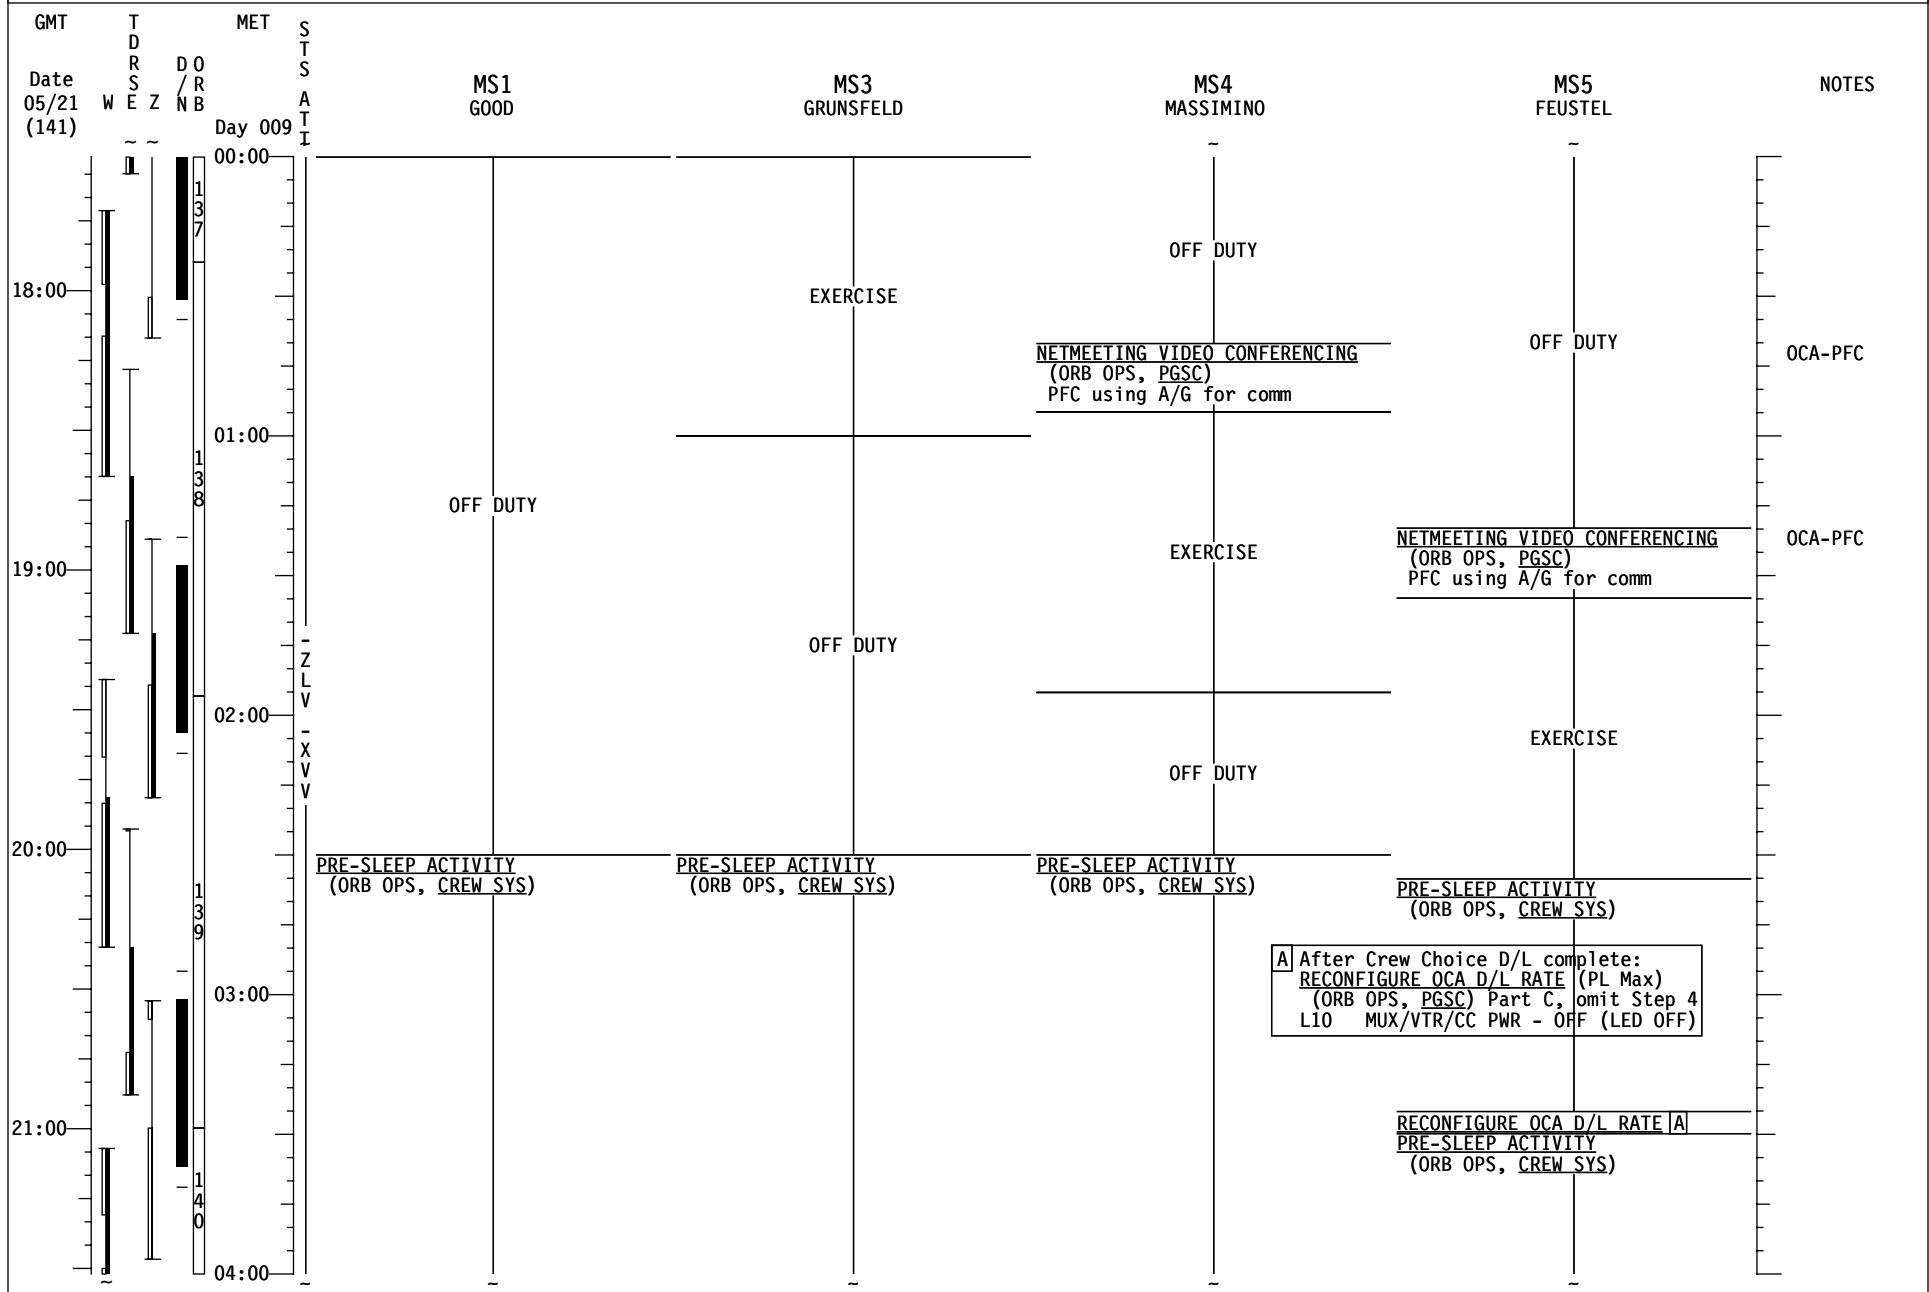 GMT
TDRS
MET
STS ATT
Date
05/21
(141)
W E Z
D/N
ORB
Day 009
MS1
GOOD
MS3
GRUNSFELD
MS4
MASSIMINO
MS5
FEUSTEL
NOTES
~ ~ ~ ~ ~
00:00
137
OFF DUTY
18:00
EXERCISE
OFF DUTY
NETMEETING VIDEO CONFERENCING
(ORB OPS, PGSC)
PFC using A/G for comm
OCA-PFC
01:00
138
OFF DUTY
NETMEETING VIDEO CONFERENCING
(ORB OPS, PGSC)
PFC using A/G for comm
OCA-PFC
EXERCISE
19:00
-ZLV -XVV
OFF DUTY
02:00
EXERCISE
OFF DUTY
20:00
PRE-SLEEP ACTIVITY
(ORB OPS, CREW SYS)
PRE-SLEEP ACTIVITY
(ORB OPS, CREW SYS)
PRE-SLEEP ACTIVITY
(ORB OPS, CREW SYS)
PRE-SLEEP ACTIVITY
(ORB OPS, CREW SYS)
139
A After Crew Choice D/L complete:
RECONFIGURE OCA D/L RATE (PL Max)
(ORB OPS, PGSC) Part C, omit Step 4
L10 MUX/VTR/CC PWR - OFF (LED OFF)
03:00
21:00
RECONFIGURE OCA D/L RATE A
PRE-SLEEP ACTIVITY
(ORB OPS, CREW SYS)
140
04:00
~ ~ ~ ~ ~ ~